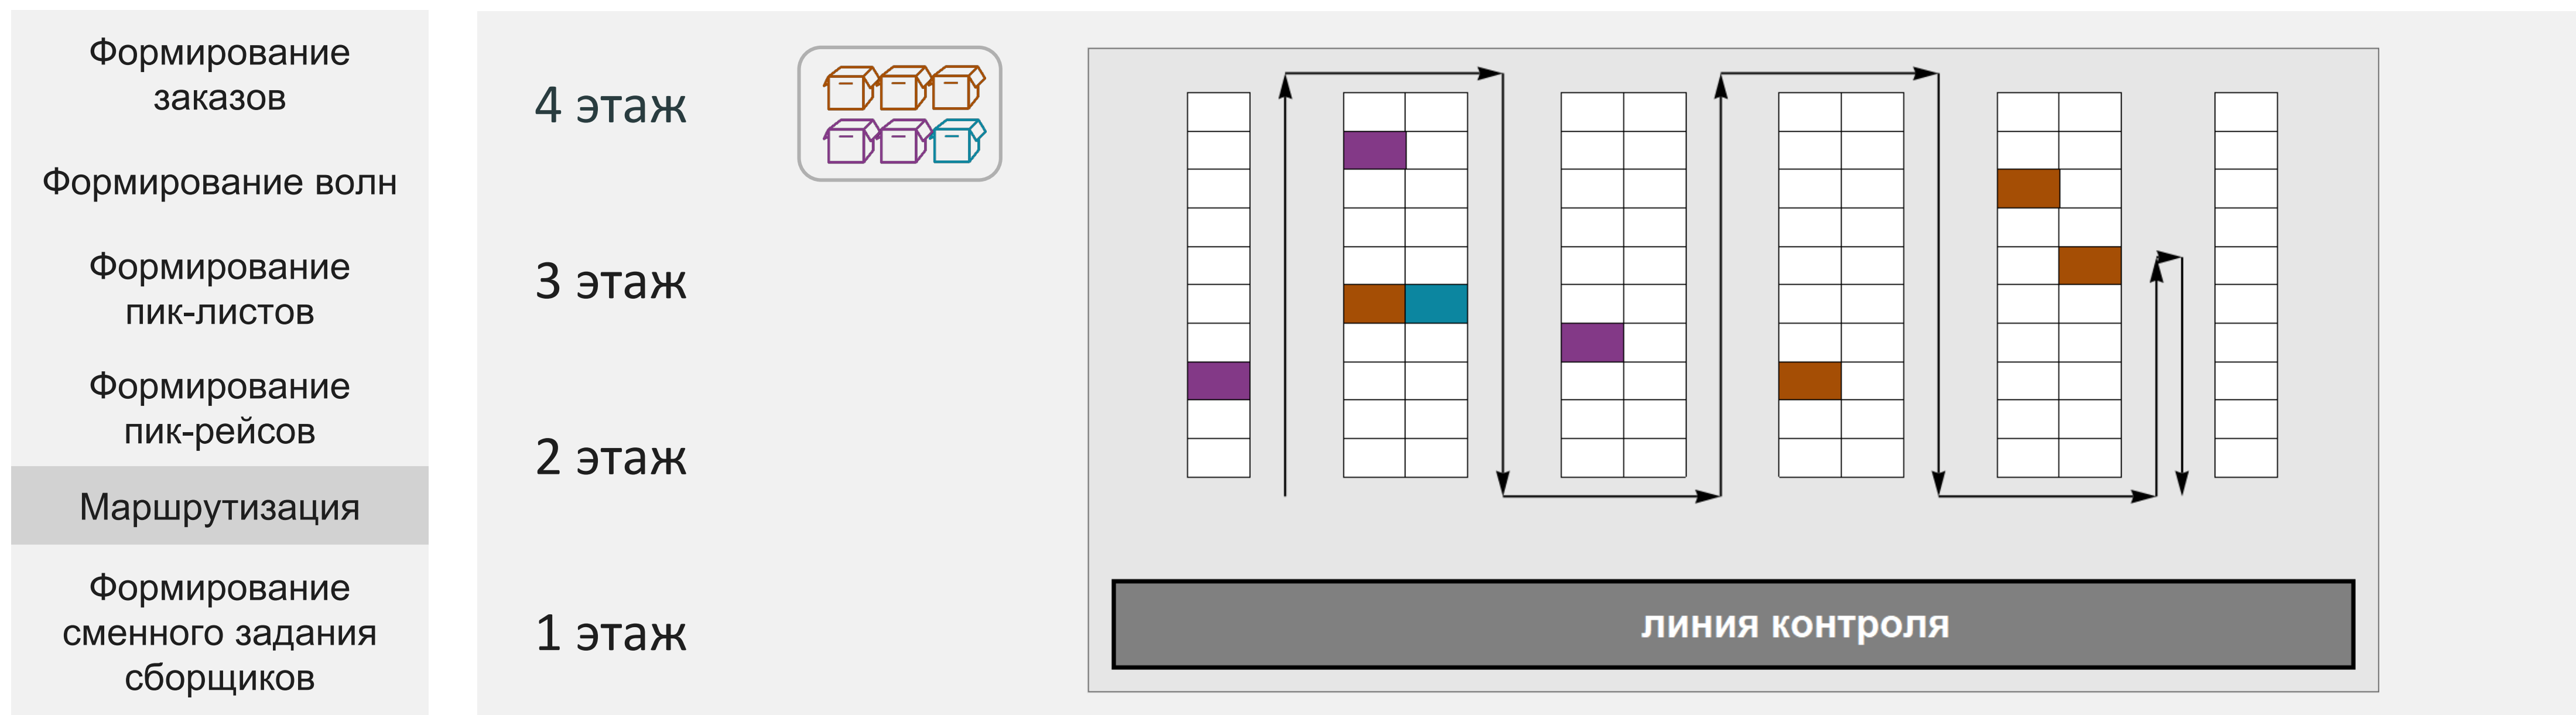 Формирование
заказов
Формирование волн
Формирование
пик-листов
Формирование
пик-рейсов
Маршрутизация
Формирование
сменного задания
сборщиков
4 этаж
3 этаж
2 этаж
1 этаж
линия контроля